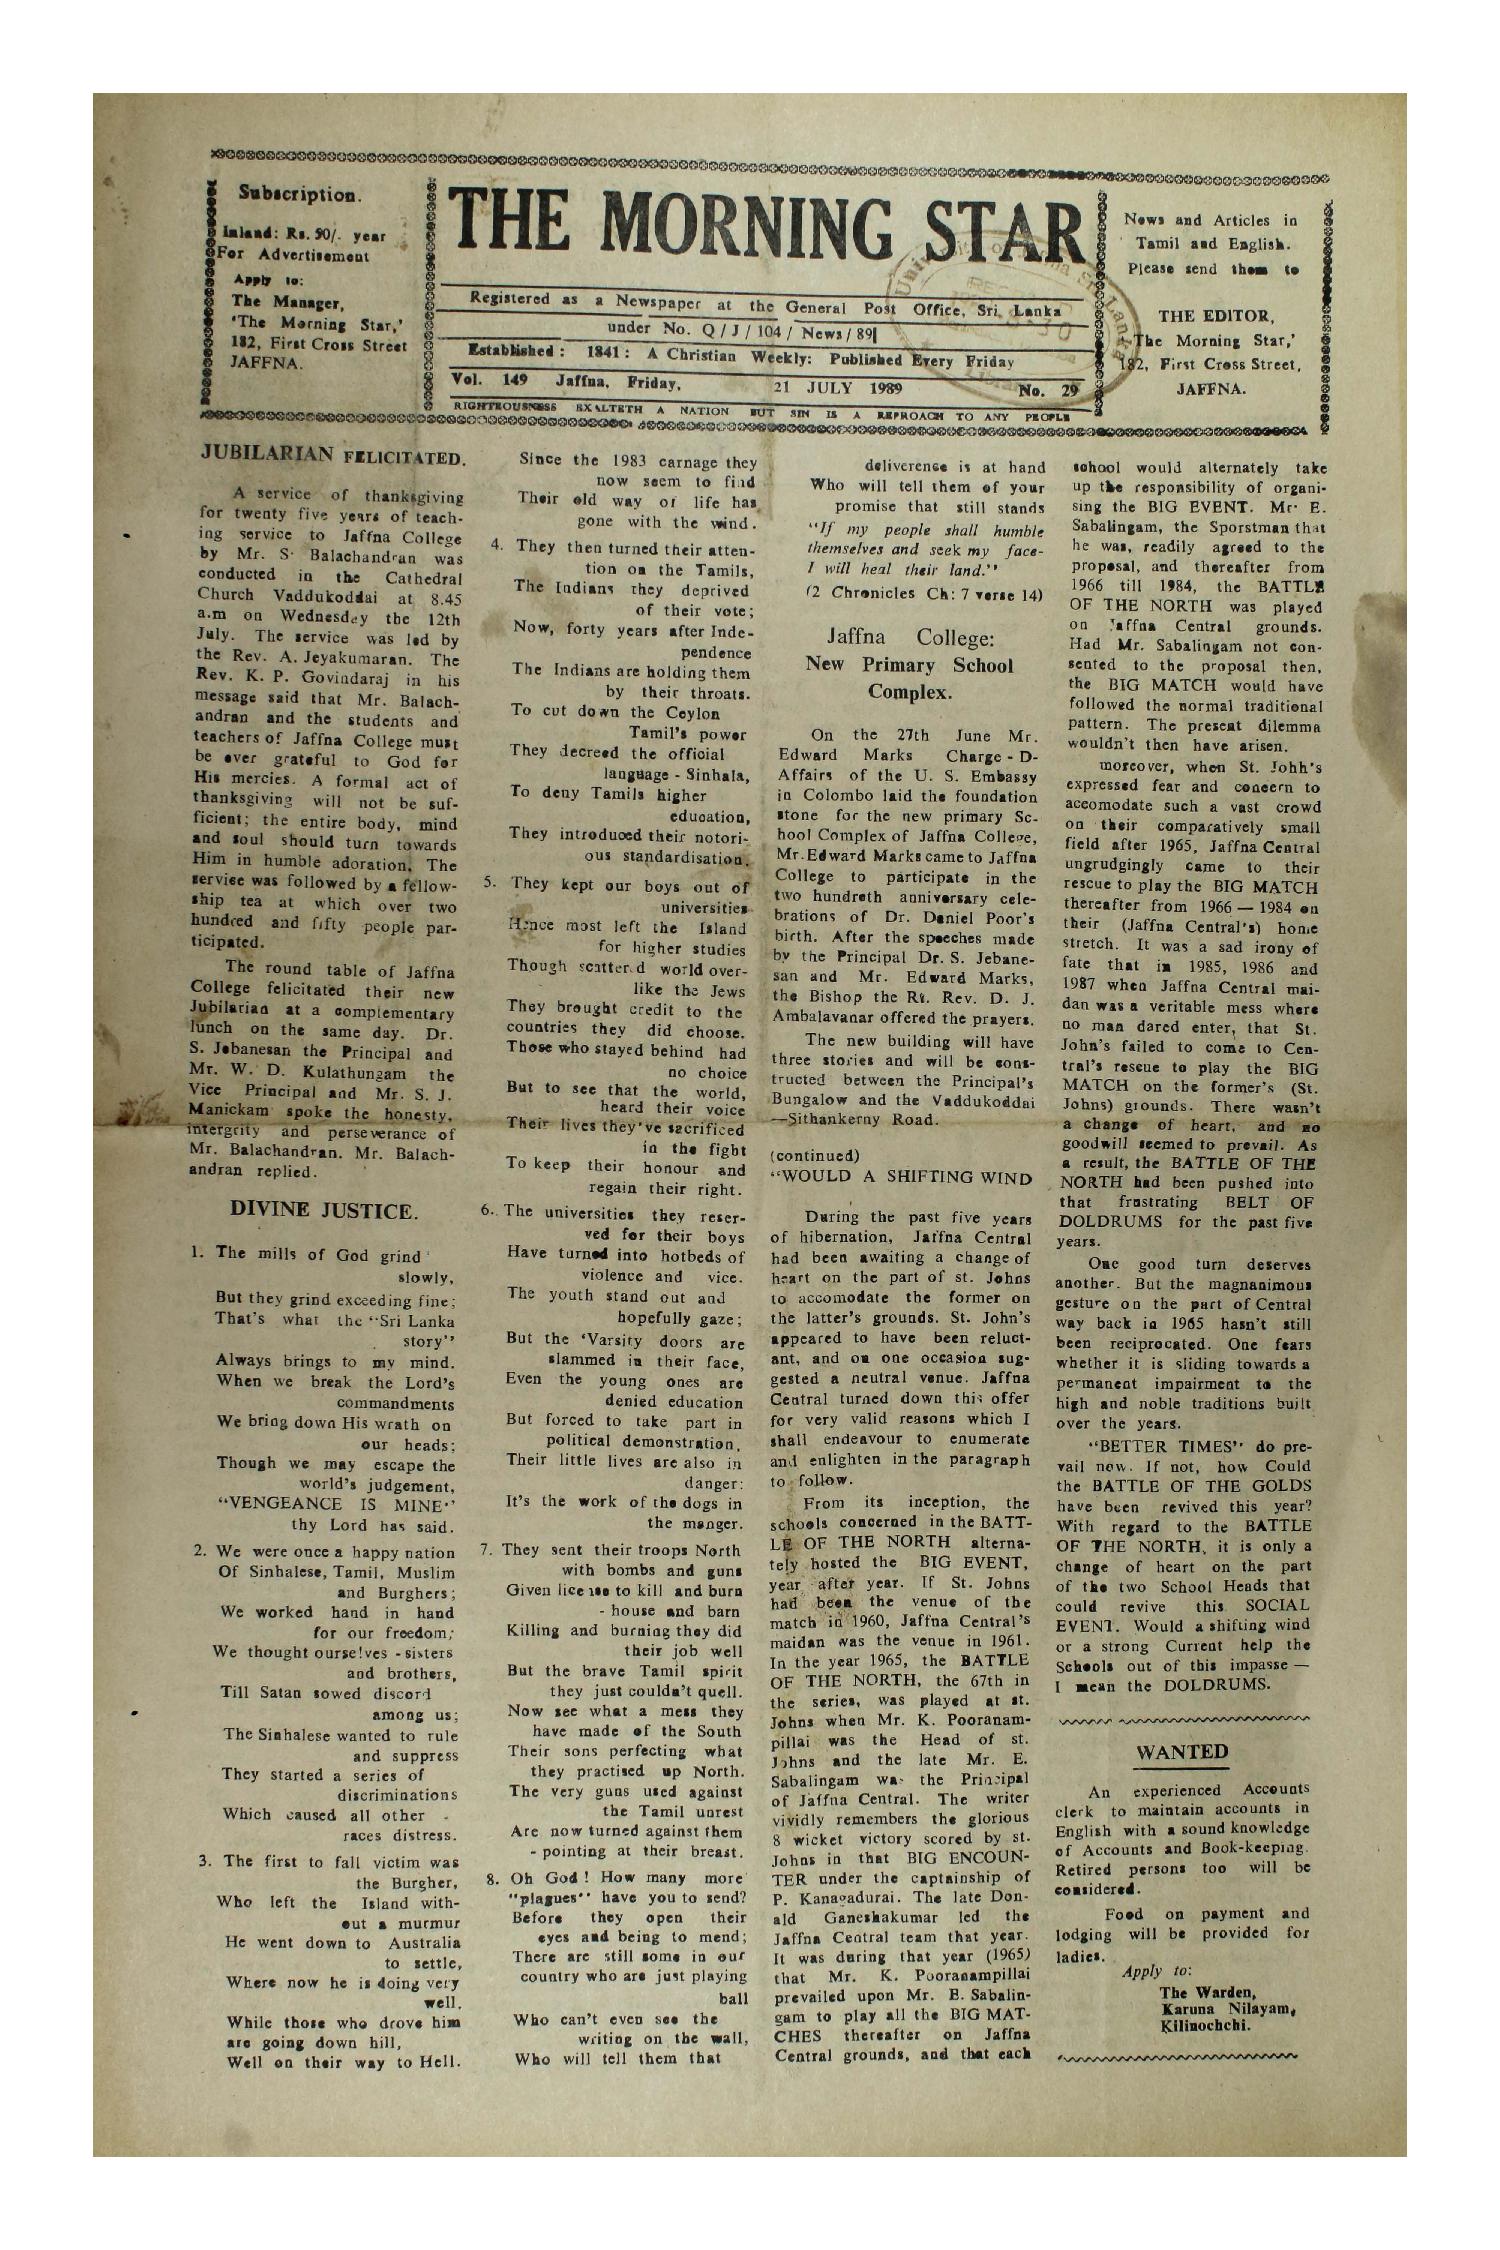 Subscription.
Inland: Rs. 50/. year
For Advertisement
Apply to:
The Manager,
'The Morning Star,'
182, First Cross Street
JAFFNA.
THE MORNING STAR
Registered as a Newspaper at the General Post Office, Sri Lanka
under No. Q / J / 104 / News / 89|
Established : 1841 : A Christian Weekly: Published Every Friday
Vol. 149 Jaffna, Friday, 21 JULY 1989 No. 29
RIGHTEOUSNESS EXALTETH A NATION BUT SIN IS A REPROACH TO ANY PEOPLE
News and Articles in
Tamil and English.
Please send them to
THE EDITOR,
'The Morning Star,'
182, First Cross Street,
JAFFNA.
JUBILARIAN FELICITATED.
A service of thanksgiving
for twenty five years of teach-
ing service to Jaffna College
by Mr. S· Balachandran was
conducted in the Cathedral
Church Vaddukoddai at 8.45
a.m on Wednesday the 12th
July. The service was led by
the Rev. A. Jeyakumaran. The
Rev. K. P. Govindaraj in his
message said that Mr. Balach-
andran and the students and
teachers of Jaffna College must
be ever grateful to God for
His mercies. A formal act of
thanksgiving will not be suf-
ficient; the entire body, mind
and soul should turn towards
Him in humble adoration. The
service was followed by a fellow-
ship tea at which over two
hundred and fifty people par-
ticipated.
The round table of Jaffna
College felicitated their new
Jubilarian at a complementary
lunch on the same day. Dr.
S. Jebanesan the Principal and
Mr. W. D. Kulathungam the
Vice Principal and Mr. S. J.
Manickam spoke the honesty,
intergrity and perseverance of
Mr. Balachandran. Mr. Balach-
andran replied.
DIVINE JUSTICE.
1. The mills of God grind
slowly,
But they grind exceeding fine;
That's what the "Sri Lanka
story"
Always brings to my mind.
When we break the Lord's
commandments
We bring down His wrath on
our heads;
Though we may escape the
world's judgement,
"VENGEANCE IS MINE"
thy Lord has said.
2. We were once a happy nation
Of Sinhalese, Tamil, Muslim
and Burghers;
We worked hand in hand
for our freedom;
We thought ourselves - sisters
and brothers,
Till Satan sowed discord
among us;
The Sinhalese wanted to rule
and suppress
They started a series of
discriminations
Which caused all other -
races distress.
3. The first to fall victim was
the Burgher,
Who left the Island with-
out a murmur
He went down to Australia
to settle,
Where now he is doing very
well.
While those who drove him
are going down hill,
Well on their way to Hell.
Since the 1983 carnage they
now seem to find
Their old way of life has
gone with the wind.
4. They then turned their atten-
tion on the Tamils,
The Indians they deprived
of their vote;
Now, forty years after Inde-
pendence
The Indians are holding them
by their throats.
To cut down the Ceylon
Tamil's power
They decreed the official
language - Sinhala,
To deny Tamils higher
education,
They introduced their notori-
ous standardisation.
5. They kept our boys out of
universities
Hence most left the Island
for higher studies
Though scattered world over-
like the Jews
They brought credit to the
countries they did choose.
Those who stayed behind had
no choice
But to see that the world,
heard their voice
Their lives they've sacrificed
in the fight
To keep their honour and
regain their right.
6. The universities they reser-
ved for their boys
Have turned into hotbeds of
violence and vice.
The youth stand out and
hopefully gaze;
But the 'Varsity doors are
slammed in their face,
Even the young ones are
denied education
But forced to take part in
political demonstration,
Their little lives are also in
danger:
It's the work of the dogs in
the manger.
7. They sent their troops North
with bombs and guns
Given license to kill and burn
- house and barn
Killing and burning they did
their job well
But the brave Tamil spirit
they just couldn't quell.
Now see what a mess they
have made of the South
Their sons perfecting what
they practised up North.
The very guns used against
the Tamil unrest
Are now turned against them
- pointing at their breast.
8. Oh God ! How many more
"plagues" have you to send?
Before they open their
eyes and being to mend;
There are still some in our
country who are just playing
ball
Who can't even see the
writing on the wall,
Who will tell them that
deliverence is at hand
Who will tell them of your
promise that still stands
"If my people shall humble
themselves and seek my face-
I will heal their land."
(2 Chronicles Ch: 7 verse 14)
Jaffna College:
New Primary School
Complex.
On the 27th June Mr.
Edward Marks Charge - D-
Affairs of the U. S. Embassy
in Colombo laid the foundation
stone for the new primary Sc-
hool Complex of Jaffna College,
Mr. Edward Marks came to Jaffna
College to participate in the
two hundreth anniversary cele-
brations of Dr. Daniel Poor's
birth. After the speeches made
by the Principal Dr. S. Jebane-
san and Mr. Edward Marks,
the Bishop the Rt. Rev. D. J.
Ambalavanar offered the prayers.
The new building will have
three stories and will be cons-
tructed between the Principal's
Bungalow and the Vaddukoddai
—Sithankerny Road.
(continued)
"WOULD A SHIFTING WIND
During the past five years
of hibernation, Jaffna Central
had been awaiting a change of
heart on the part of st. Johns
to accomodate the former on
the latter's grounds. St. John's
appeared to have been reluct-
ant, and on one occasion sug-
gested a neutral venue. Jaffna
Central turned down this offer
for very valid reasons which I
shall endeavour to enumerate
and enlighten in the paragraph
to follow.
From its inception, the
schools concerned in the BATT-
LE OF THE NORTH alterna-
tely hosted the BIG EVENT,
year after year. If St. Johns
had been the venue of the
match in 1960, Jaffna Central's
maidan was the venue in 1961.
In the year 1965, the BATTLE
OF THE NORTH, the 67th in
the series, was played at st.
Johns when Mr. K. Pooranam-
pillai was the Head of st.
Johns and the late Mr. E.
Sabalingam was the Principal
of Jaffna Central. The writer
vividly remembers the glorious
8 wicket victory scored by st.
Johns in that BIG ENCOUN-
TER under the captainship of
P. Kanagadurai. The late Don-
ald Ganeshakumar led the
Jaffna Central team that year.
It was during that year (1965)
that Mr. K. Pooranampillai
prevailed upon Mr. E. Sabalin-
gam to play all the BIG MAT-
CHES thereafter on Jaffna
Central grounds, and that each
school would alternately take
up the responsibility of organi-
sing the BIG EVENT. Mr· E.
Sabalingam, the Sporstman that
he was, readily agreed to the
proposal, and thereafter from
1966 till 1984, the BATTLE
OF THE NORTH was played
on Jaffna Central grounds.
Had Mr. Sabalingam not con-
sented to the proposal then,
the BIG MATCH would have
followed the normal traditional
pattern. The present dilemma
wouldn't then have arisen.
moreover, when St. Johh's
expressed fear and concern to
accomodate such a vast crowd
on their comparatively small
field after 1965, Jaffna Central
ungrudgingly came to their
rescue to play the BIG MATCH
thereafter from 1966 — 1984 on
their (Jaffna Central's) home
stretch. It was a sad irony of
fate that in 1985, 1986 and
1987 when Jaffna Central mai-
dan was a veritable mess where
no man dared enter, that St.
John's failed to come to Cen-
tral's rescue to play the BIG
MATCH on the former's (St.
Johns) grounds. There wasn't
a change of heart, and no
goodwill seemed to prevail. As
a result, the BATTLE OF THE
NORTH had been pushed into
that frustrating BELT OF
DOLDRUMS for the past five
years.
One good turn deserves
another. But the magnanimous
gesture on the part of Central
way back in 1965 hasn't still
been reciprocated. One fears
whether it is sliding towards a
permanent impairment to the
high and noble traditions built
over the years.
"BETTER TIMES" do pre-
vail now. If not, how Could
the BATTLE OF THE GOLDS
have been revived this year?
With regard to the BATTLE
OF THE NORTH, it is only a
change of heart on the part
of the two School Heads that
could revive this SOCIAL
EVENT. Would a shifting wind
or a strong Current help the
Schools out of this impasse —
I mean the DOLDRUMS.
WANTED
An experienced Accounts
clerk to maintain accounts in
English with a sound knowledge
of Accounts and Book-keeping.
Retired persons too will be
considered.
Food on payment and
lodging will be provided for
ladies.
Apply to:
The Warden,
Karuna Nilayam,
Kilinochchi.